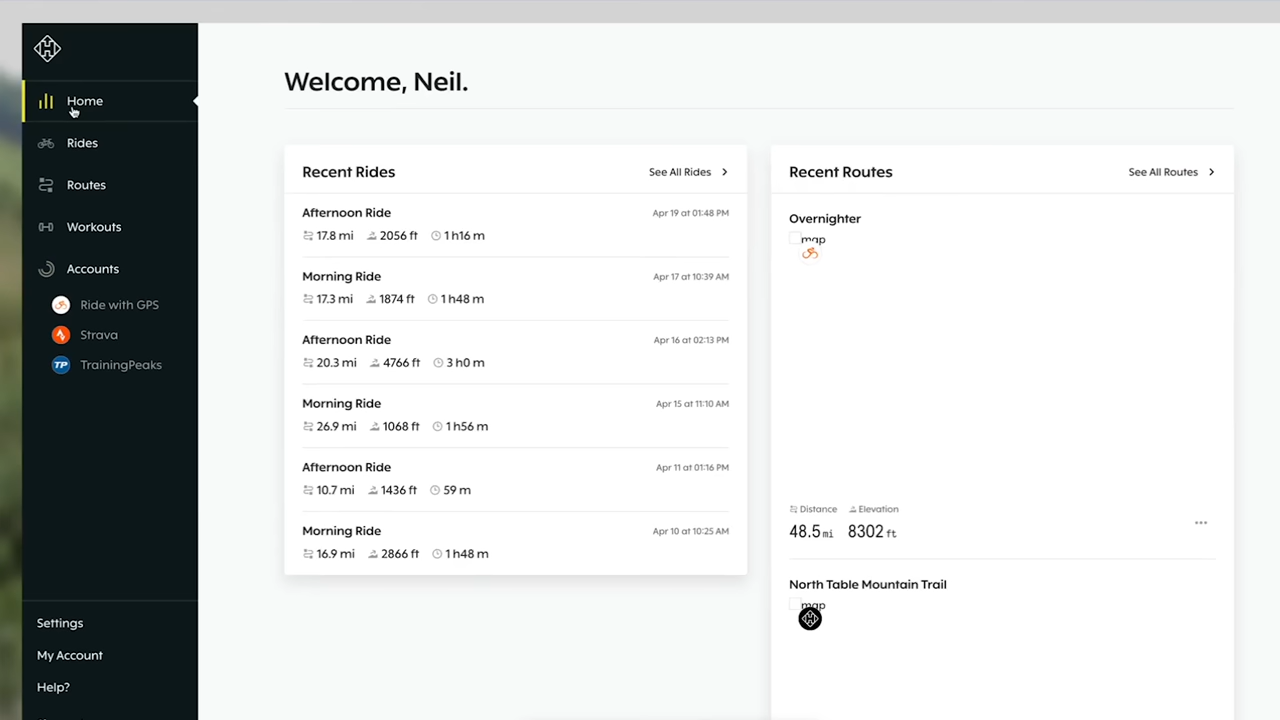 Home
Rides
Routes
Workouts
Accounts
Ride with GPS
Strava
TP TrainingPeaks
Settings
My Account
Help?
Welcome, Neil.
Recent Rides See All Rides
Afternoon Ride Apr 19 at 01:48 PM
17.8 mi 2056 ft 1 h16 m
Morning Ride Apr 17 at 10:39 AM
17.3 mi 1874 ft 1 h48 m
Afternoon Ride Apr 16 at 02:13 PM
20.3 mi 4766 ft 3 h0 m
Morning Ride Apr 15 at 11:10 AM
26.9 mi 1068 ft 1 h56 m
Afternoon Ride Apr 11 at 01:16 PM
10.7 mi 1436 ft 59 m
Morning Ride Apr 10 at 10:25 AM
16.9 mi 2866 ft 1 h48 m
Recent Routes See All Routes
Overnighter
map
Distance Elevation
48.5 mi 8302 ft
North Table Mountain Trail
map